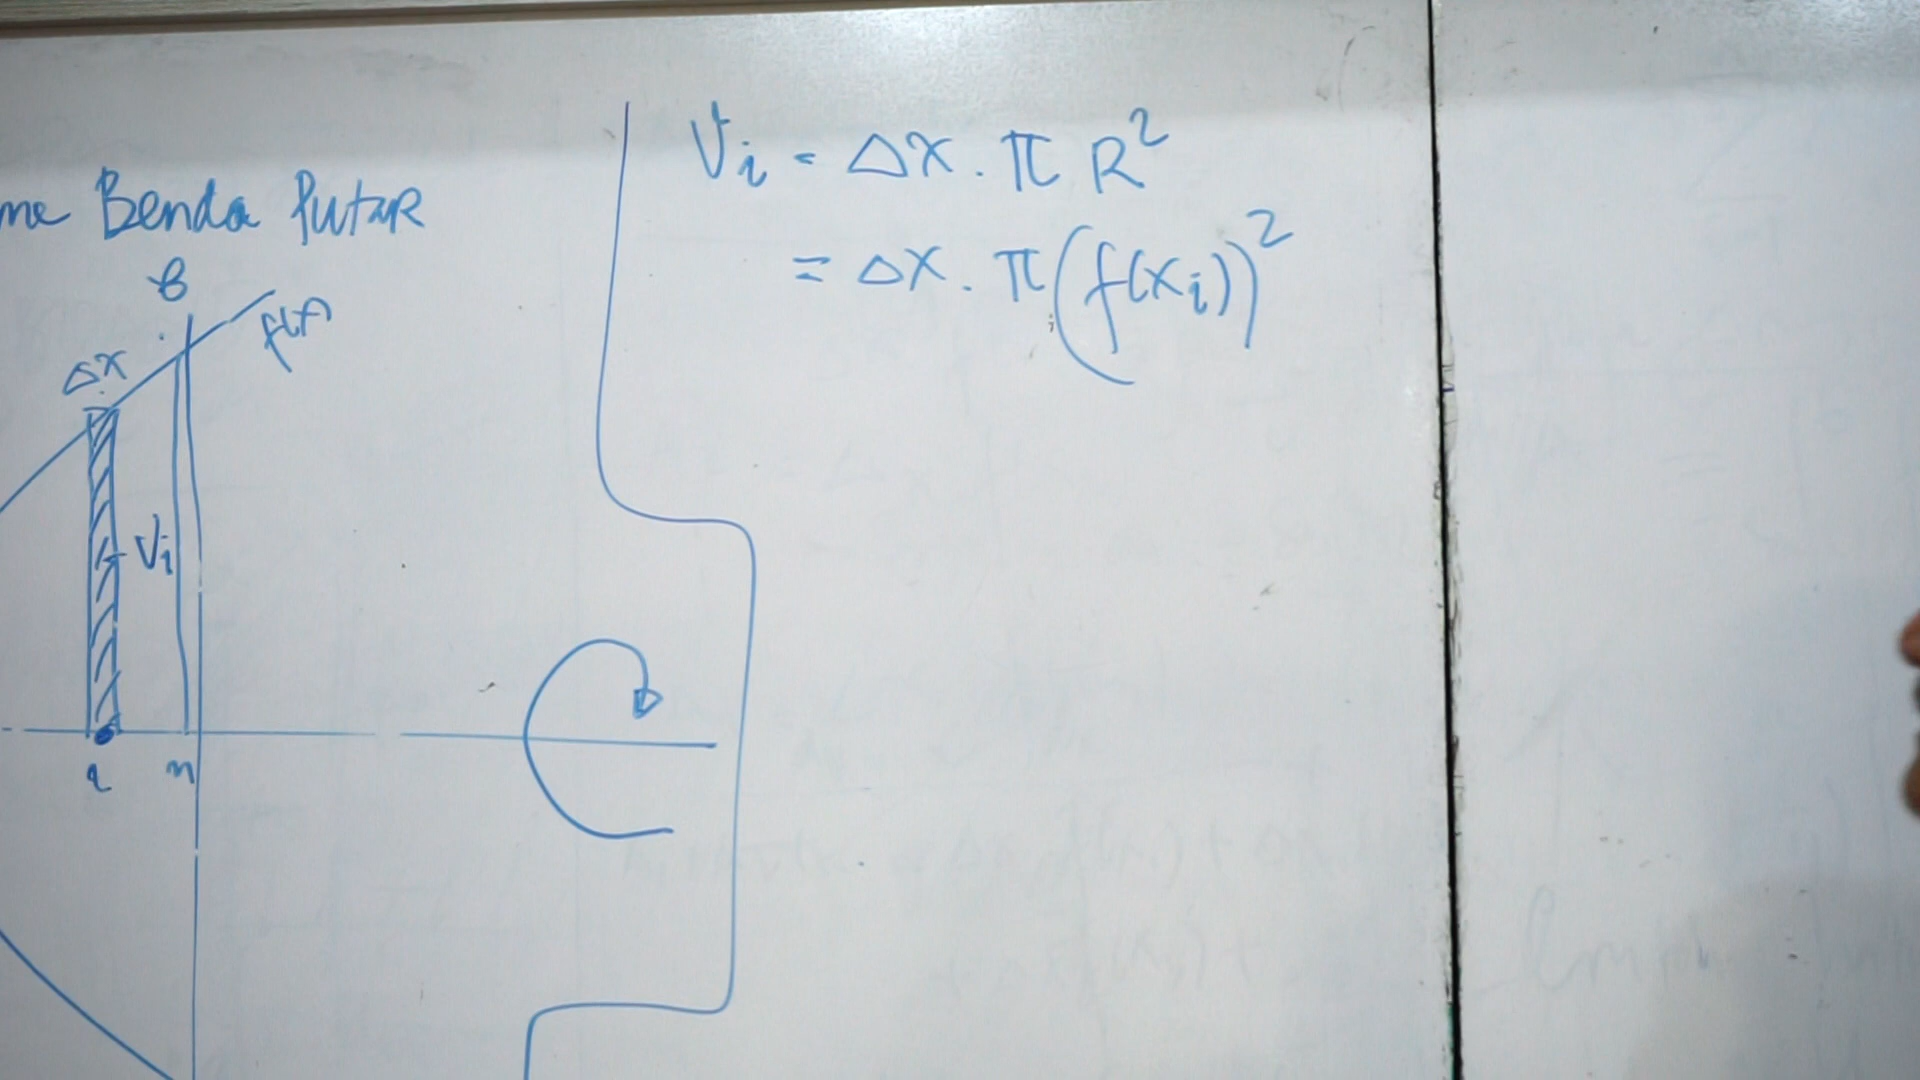 me Benda Putar
B
f(x)
Δx
Vi
i n
Vi = Δx . π R²
= Δx . π (f(xi))²